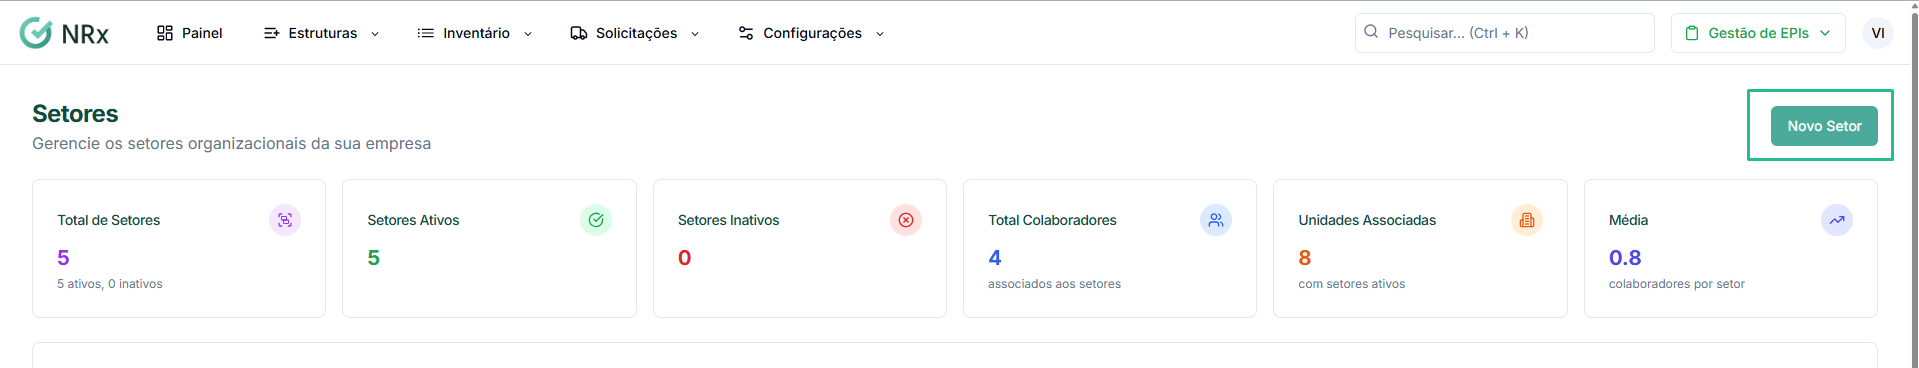 NRx Painel Estruturas Inventário Solicitações Configurações Pesquisar... (Ctrl + K) Gestão de EPIs VI
Setores
Novo Setor
Gerencie os setores organizacionais da sua empresa
Total de Setores
5
5 ativos, 0 inativos
Setores Ativos
5
Setores Inativos
0
Total Colaboradores
4
associados aos setores
Unidades Associadas
8
com setores ativos
Média
0.8
colaboradores por setor